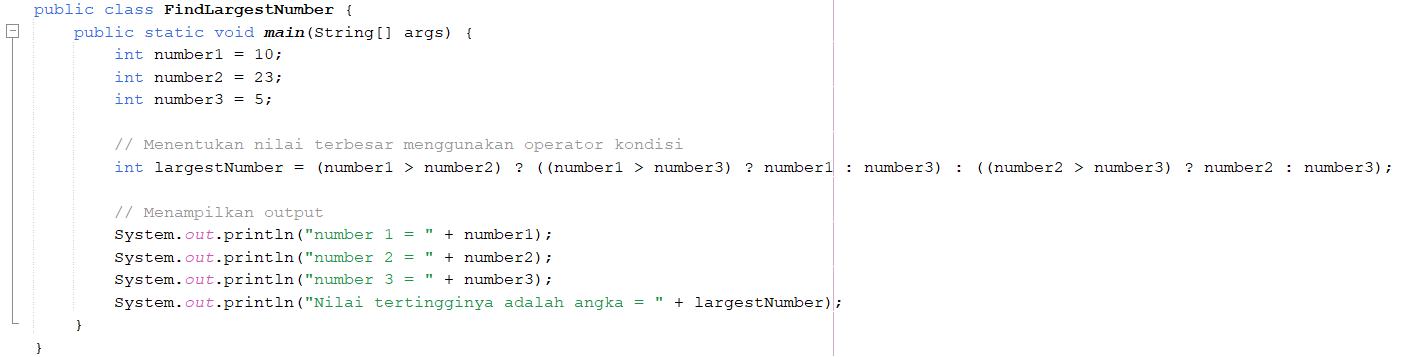 public class FindLargestNumber {
    public static void main(String[] args) {
        int number1 = 10;
        int number2 = 23;
        int number3 = 5;

        // Menentukan nilai terbesar menggunakan operator kondisi
        int largestNumber = (number1 > number2) ? ((number1 > number3) ? number1 : number3) : ((number2 > number3) ? number2 : number3);

        // Menampilkan output
        System.out.println("number 1 = " + number1);
        System.out.println("number 2 = " + number2);
        System.out.println("number 3 = " + number3);
        System.out.println("Nilai tertingginya adalah angka = " + largestNumber);
    }
}